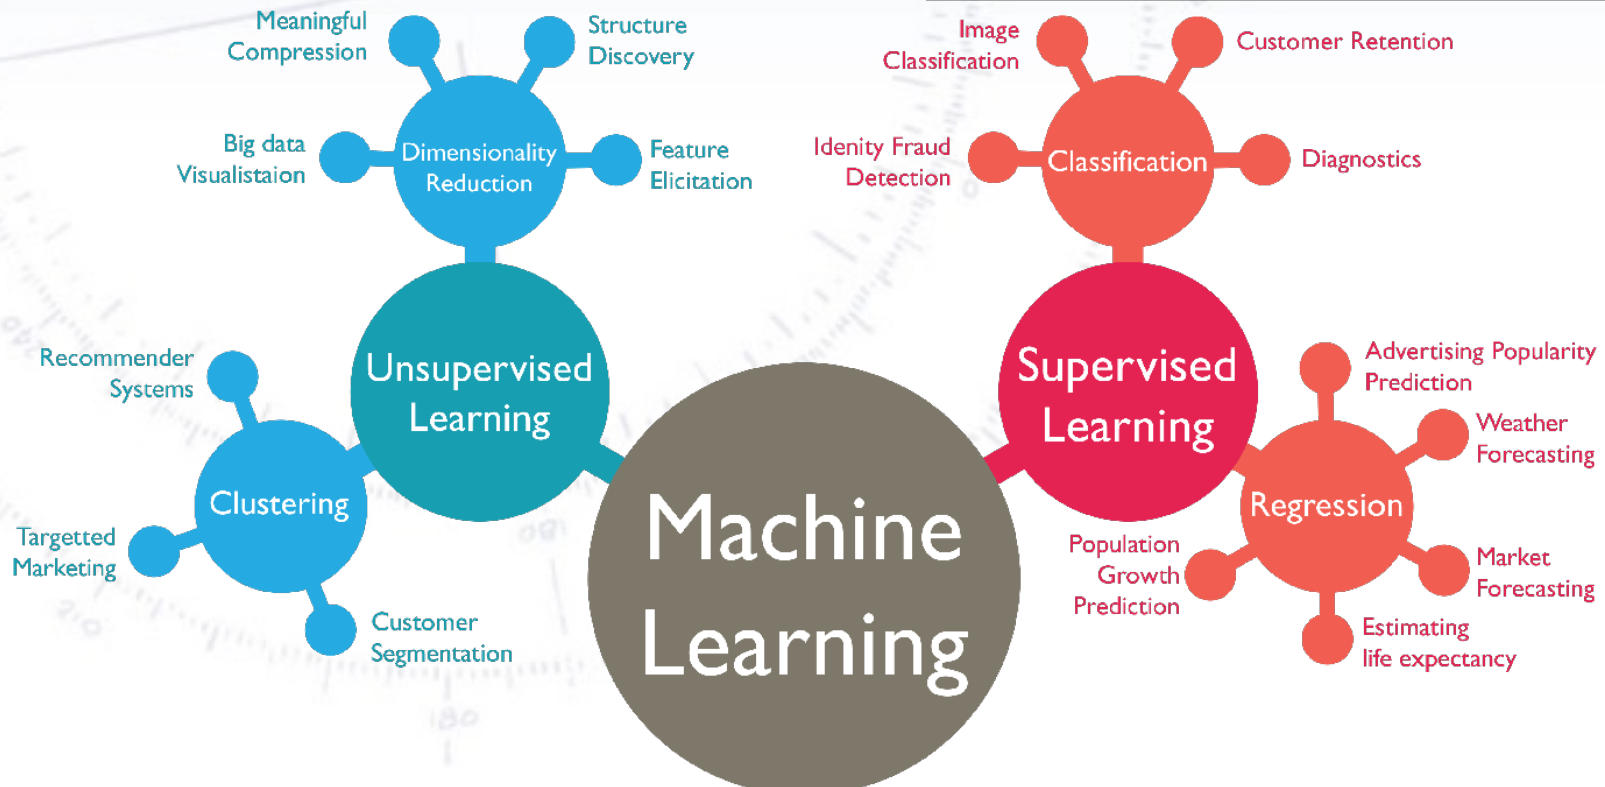 Meaningful
Compression
Structure
Discovery
Big data
Visualistaion
Dimensionality
Reduction
Feature
Elicitation
Image
Classification
Customer Retention
Idenity Fraud
Detection
Classification
Diagnostics
Unsupervised
Learning
Supervised
Learning
Recommender
Systems
Clustering
Targetted
Marketing
Customer
Segmentation
Machine
Learning
Advertising Popularity
Prediction
Weather
Forecasting
Regression
Population
Growth
Prediction
Market
Forecasting
Estimating
life expectancy
180